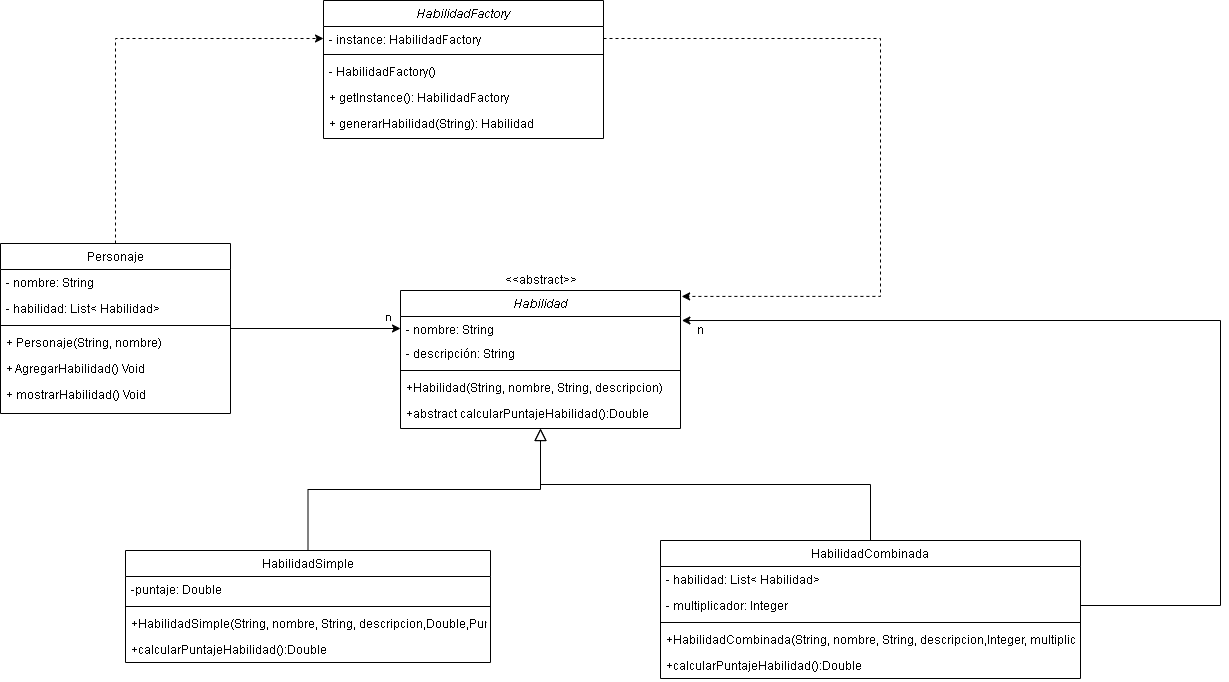 HabilidadFactory
- instance: HabilidadFactory
- HabilidadFactory()
+ getInstance(): HabilidadFactory
+ generarHabilidad(String): Habilidad
Personaje
- nombre: String
- habilidad: List< Habilidad>
+ Personaje(String, nombre)
+ AgregarHabilidad() Void
+ mostrarHabilidad() Void
n
<<abstract>>
Habilidad
- nombre: String
- descripción: String
+Habilidad(String, nombre, String, descripcion)
+abstract calcularPuntajeHabilidad():Double
n
HabilidadSimple
-puntaje: Double
+HabilidadSimple(String, nombre, String, descripcion,Double,Pur
+calcularPuntajeHabilidad():Double
HabilidadCombinada
- habilidad: List< Habilidad>
- multiplicador: Integer
+HabilidadCombinada(String, nombre, String, descripcion,Integer, multiplic
+calcularPuntajeHabilidad():Double